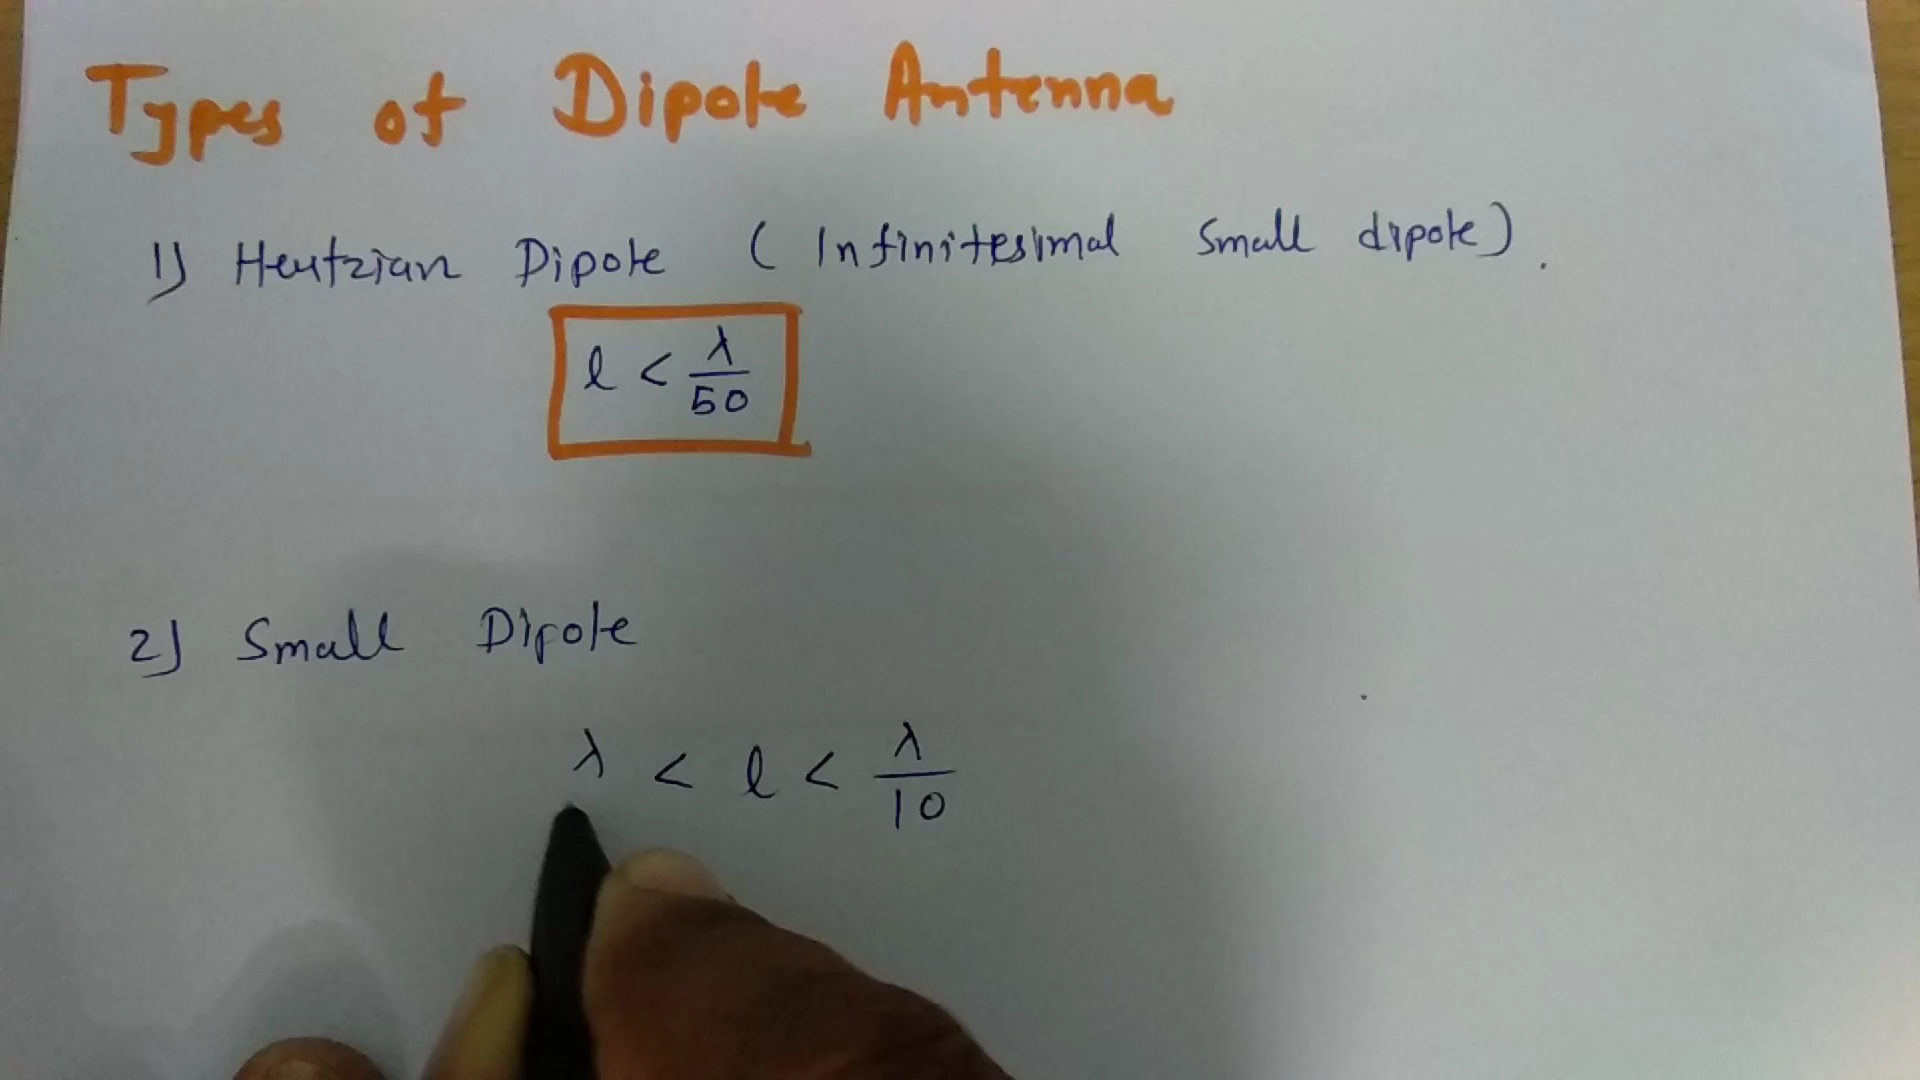 Types of Dipole Antenna
1) Hertzian Dipole ( Infinitesimal Small dipole ) .
l < λ/50
2) Small Dipole
λ < l < λ/10